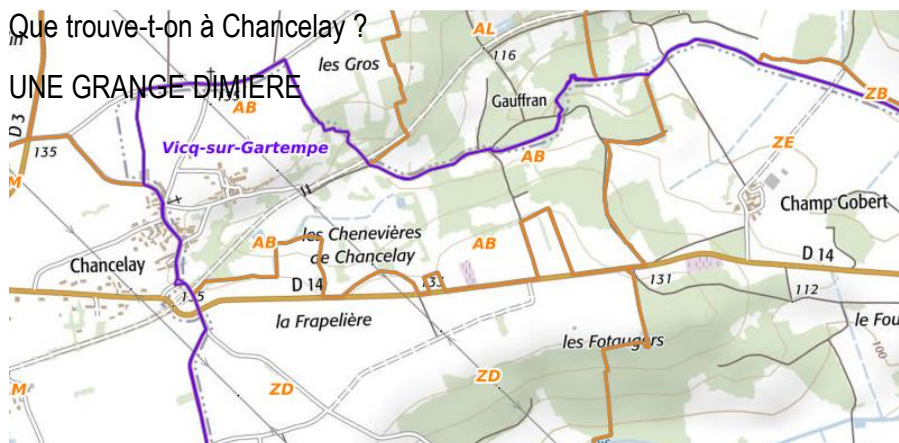 Que trouve-t-on à Chancelay ?
UNE GRANGE DIMIERE
les Gros
AL
116
Gauffran
D 3
AB
ZB
135
Vicq-sur-Gartempe
AB
ZE
M
Champ Gobert
AB
les Chenevières
de Chancelay
AB
Chancelay
D 14
D 14
135
133
131
112
la Frapelière
les Fotaugers
le Fou
100
M
ZD
ZD